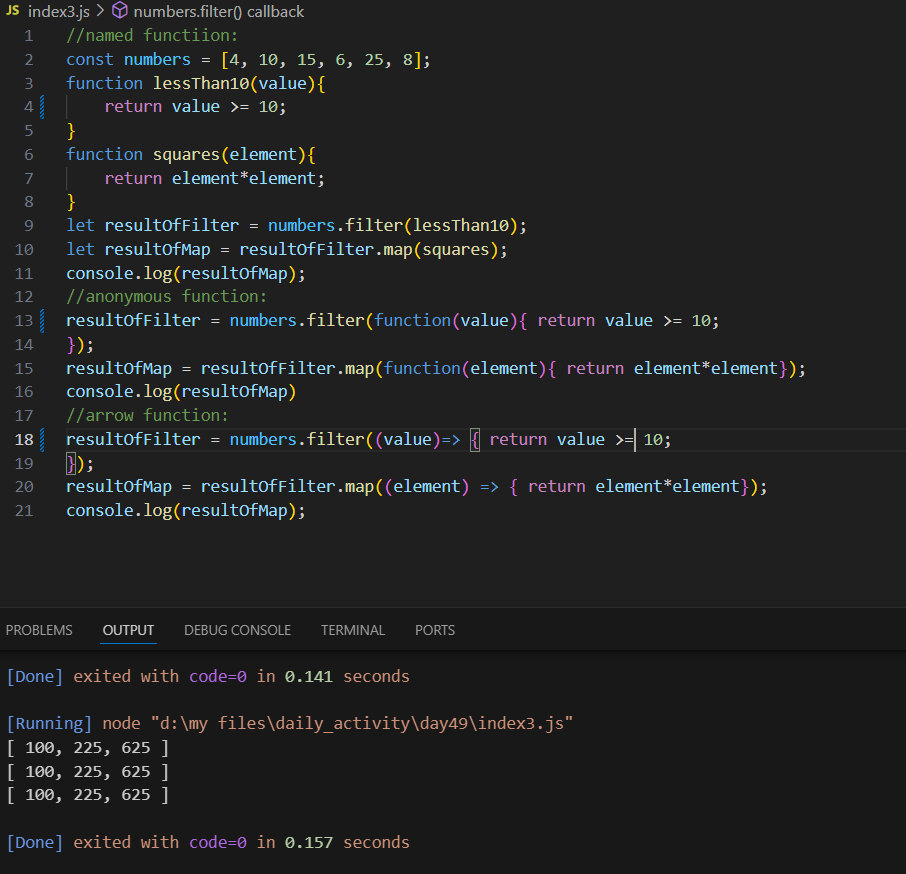 JS index3.js > numbers.filter() callback
1 //named functiion:
2 const numbers = [4, 10, 15, 6, 25, 8];
3 function lessThan10(value){
4     return value >= 10;
5 }
6 function squares(element){
7     return element*element;
8 }
9 let resultOfFilter = numbers.filter(lessThan10);
10 let resultOfMap = resultOfFilter.map(squares);
11 console.log(resultOfMap);
12 //anonymous function:
13 resultOfFilter = numbers.filter(function(value){ return value >= 10;
14 });
15 resultOfMap = resultOfFilter.map(function(element){ return element*element});
16 console.log(resultOfMap)
17 //arrow function:
18 resultOfFilter = numbers.filter((value)=> { return value >= 10;
19 });
20 resultOfMap = resultOfFilter.map((element) => { return element*element});
21 console.log(resultOfMap);
PROBLEMS OUTPUT DEBUG CONSOLE TERMINAL PORTS
[Done] exited with code=0 in 0.141 seconds
[Running] node "d:\my files\daily_activity\day49\index3.js"
[ 100, 225, 625 ]
[ 100, 225, 625 ]
[ 100, 225, 625 ]
[Done] exited with code=0 in 0.157 seconds